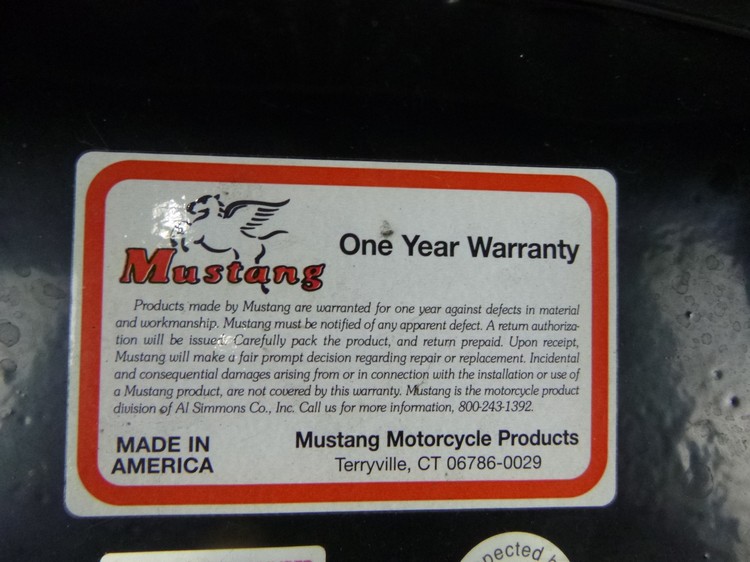 Mustang
One Year Warranty
Products made by Mustang are warranted for one year against defects in material
and workmanship. Mustang must be notified of any apparent defect. A return authoriza-
tion will be issued. Carefully pack the product, and return prepaid. Upon receipt,
Mustang will make a fair prompt decision regarding repair or replacement. Incidental
and consequential damages arising from or in connection with the installation or use of
a Mustang product, are not covered by this warranty. Mustang is the motorcycle product
division of Al Simmons Co., Inc. Call us for more information, 800-243-1392.
MADE IN
AMERICA
Mustang Motorcycle Products
Terryville, CT 06786-0029